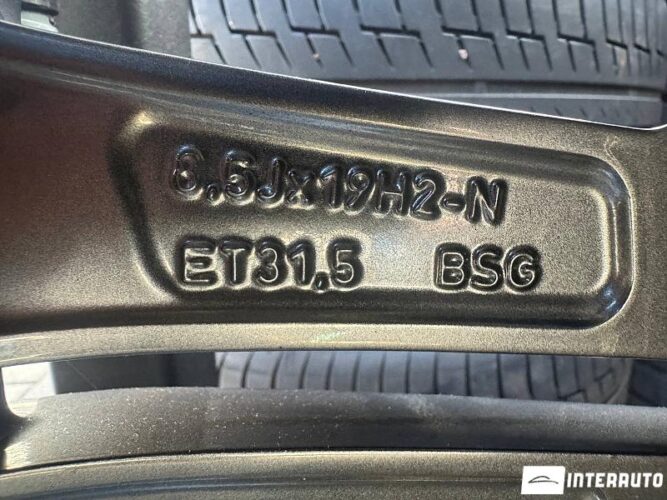 8,5Jx19H2-N
ET31,5 BSG
INTERAUTO